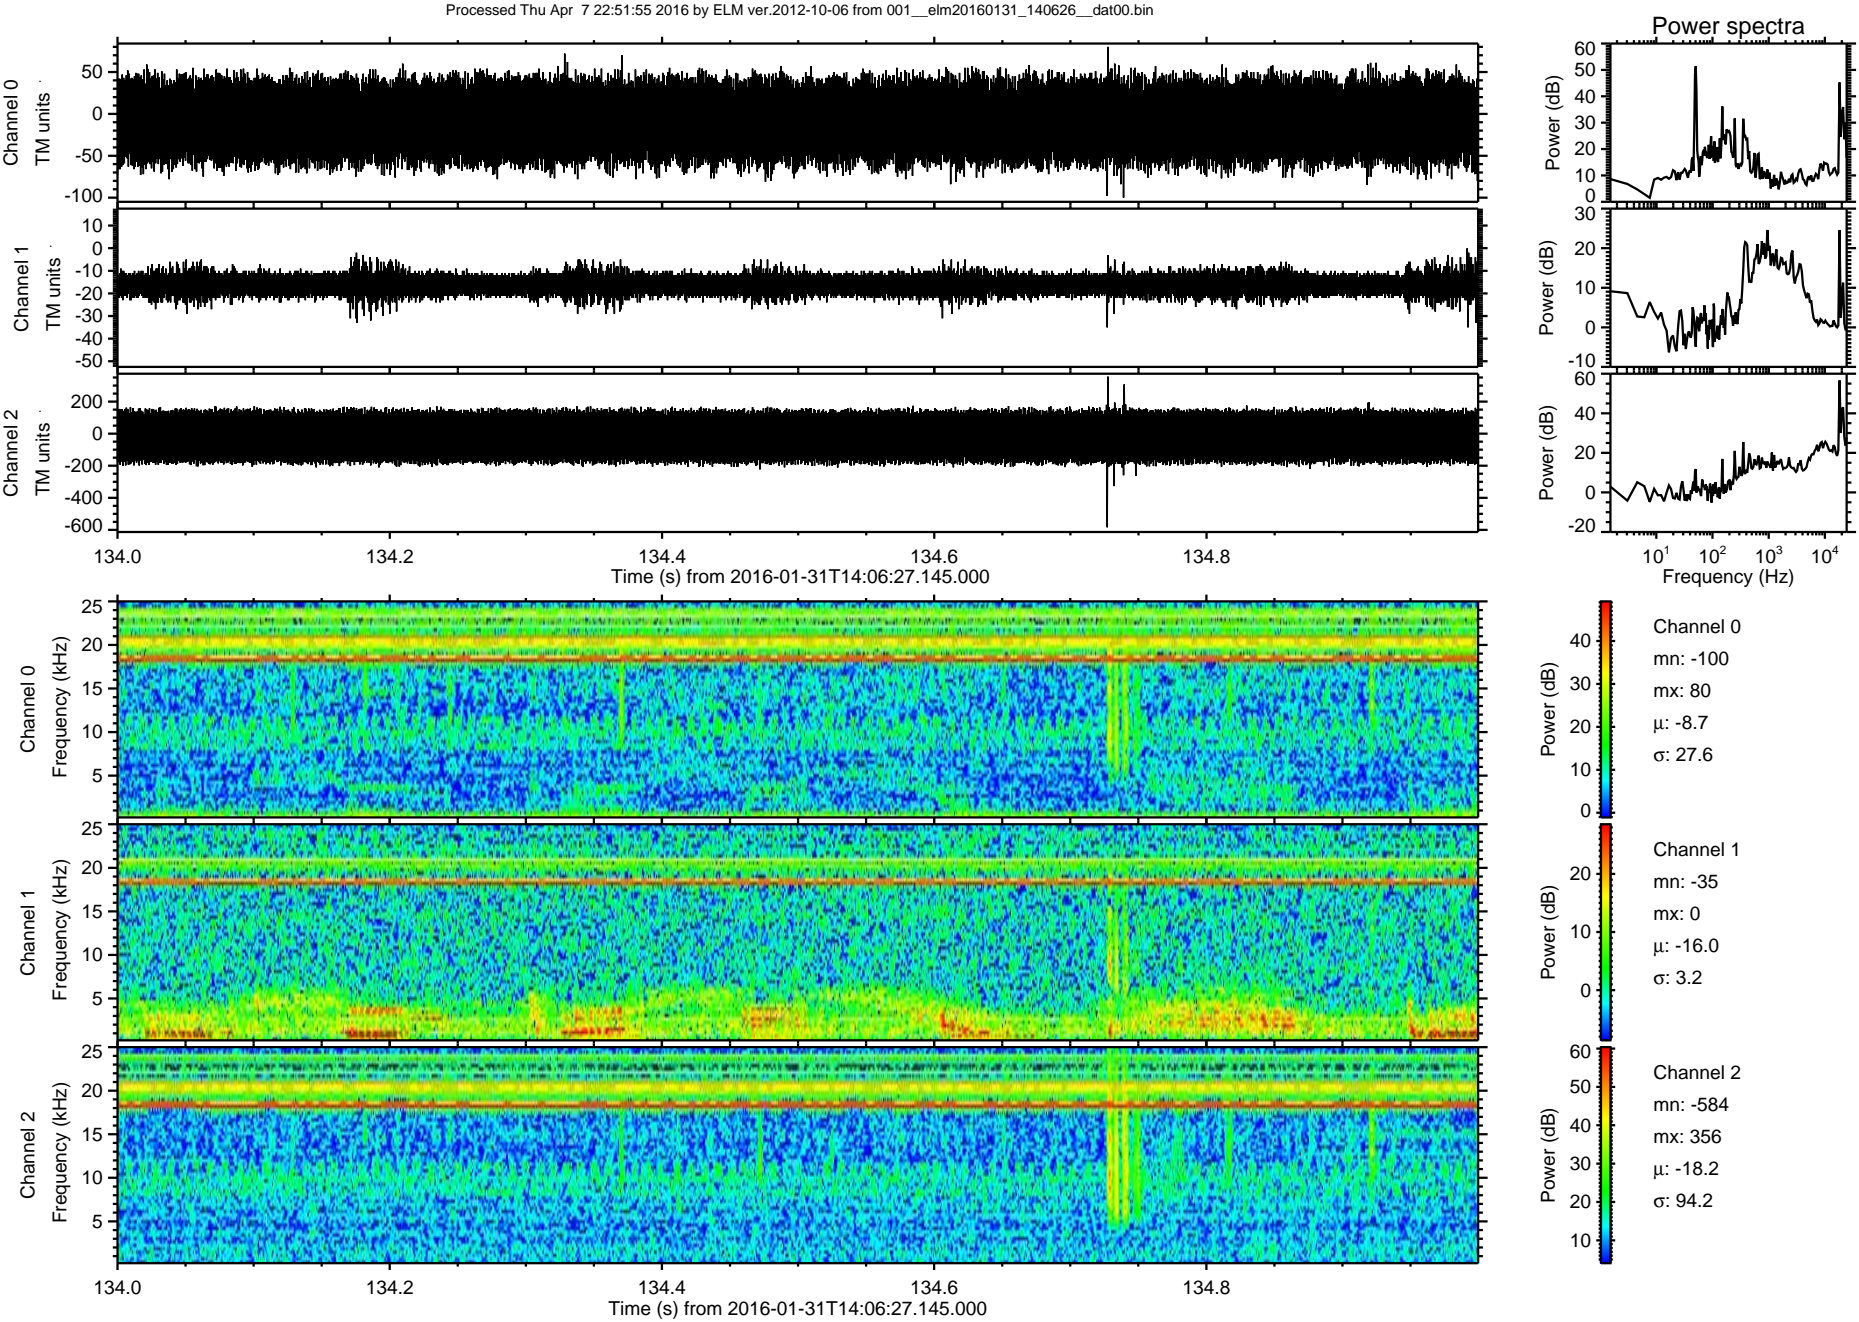 Processed Thu Apr  7 22:51:55 2016 by ELM ver.2012-10-06 from 001__elm20160131_140626__dat00.bin
Power spectra
Channel 0
TM units
50
0
-50
-100
Power (dB)
60
50
40
30
20
10
0
Channel 1
TM units
10
0
-10
-20
-30
-40
-50
Power (dB)
30
20
10
0
-10
Channel 2
TM units
200
0
-200
-400
-600
Power (dB)
60
40
20
0
-20
134.0 134.2 134.4 134.6 134.8
Time (s) from 2016-01-31T14:06:27.145.000
10¹ 10² 10³ 10⁴
Frequency (Hz)
Channel 0
Frequency (kHz)
25
20
15
10
5
Power (dB)
40
30
20
10
0
Channel 0
mn: -100
mx: 80
μ: -8.7
σ: 27.6
Channel 1
Frequency (kHz)
25
20
15
10
5
Power (dB)
20
10
0
Channel 1
mn: -35
mx: 0
μ: -16.0
σ: 3.2
Channel 2
Frequency (kHz)
25
20
15
10
5
Power (dB)
60
50
40
30
20
10
Channel 2
mn: -584
mx: 356
μ: -18.2
σ: 94.2
134.0 134.2 134.4 134.6 134.8
Time (s) from 2016-01-31T14:06:27.145.000